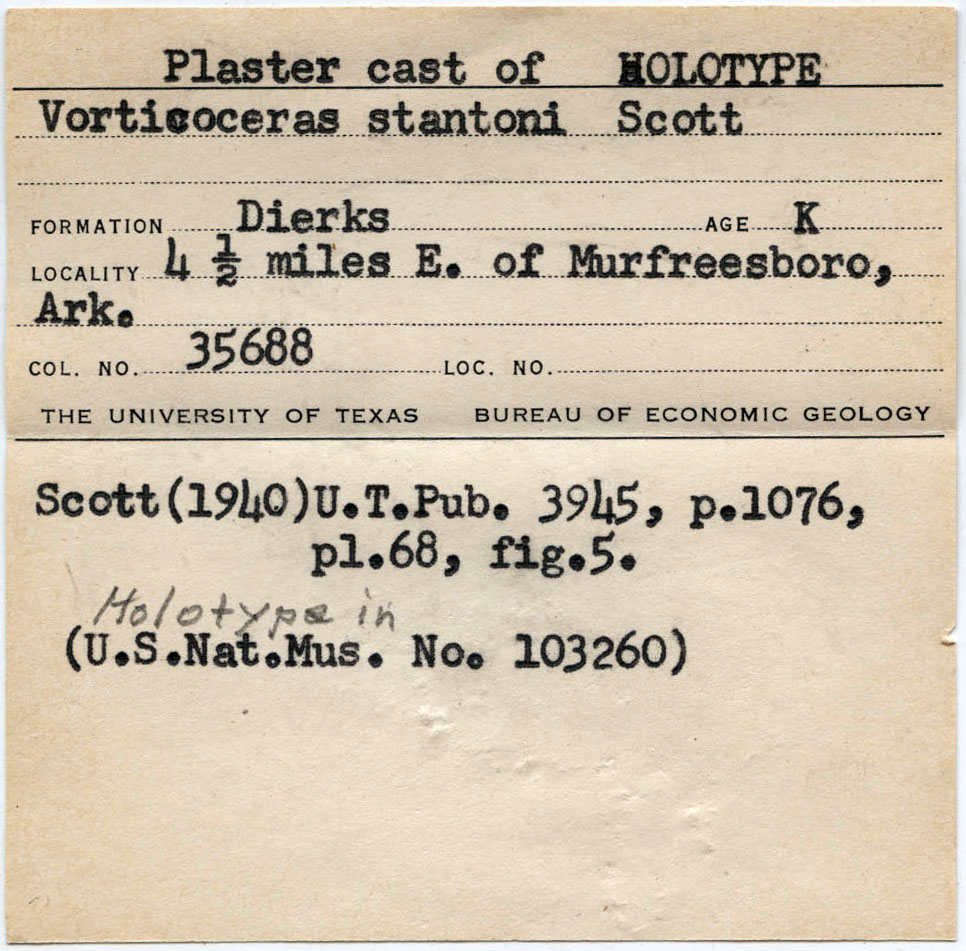 Plaster cast of HOLOTYPE
Vorticoceras stantoni Scott
FORMATION Dierks AGE K
LOCALITY 4 1/2 miles E. of Murfreesboro,
Ark.
COL. NO. 35688 LOC. NO.
THE UNIVERSITY OF TEXAS BUREAU OF ECONOMIC GEOLOGY
Scott(1940)U.T.Pub. 3945, p.1076,
pl.68, fig.5.
Holotype in
(U.S.Nat.Mus. No. 103260)